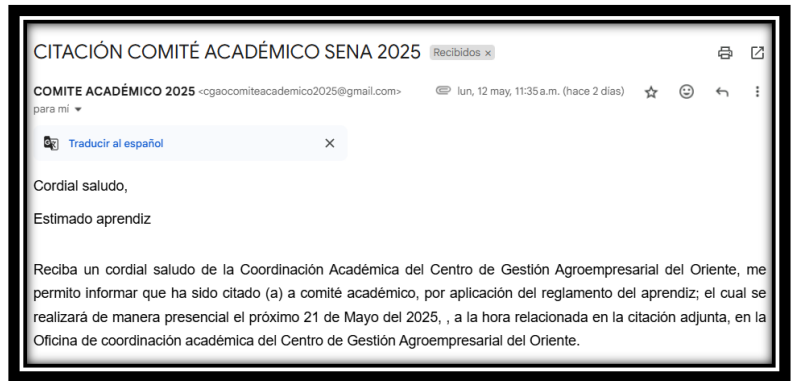 CITACIÓN COMITÉ ACADÉMICO SENA 2025 Recibidos ×
COMITE ACADÉMICO 2025 <cgaocomiteacademico2025@gmail.com> lun, 12 may, 11:35 a.m. (hace 2 días)
para mí
Traducir al español ×
Cordial saludo,
Estimado aprendiz
Reciba un cordial saludo de la Coordinación Académica del Centro de Gestión Agroempresarial del Oriente, me
permito informar que ha sido citado (a) a comité académico, por aplicación del reglamento del aprendiz; el cual se
realizará de manera presencial el próximo 21 de Mayo del 2025, , a la hora relacionada en la citación adjunta, en la
Oficina de coordinación académica del Centro de Gestión Agroempresarial del Oriente.